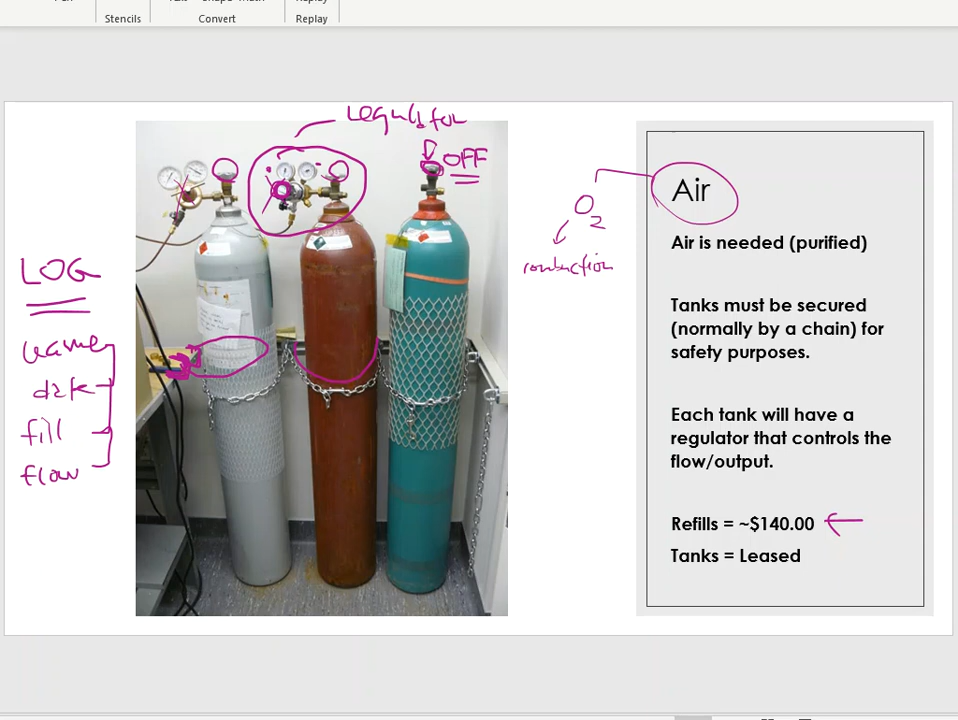 Stencils
Convert
Replay
regulator
OFF
O2
combustion
LOG
name
date
fill
flow
Air
Air is needed (purified)
Tanks must be secured
(normally by a chain) for
safety purposes.
Each tank will have a
regulator that controls the
flow/output.
Refills = ~$140.00
Tanks = Leased